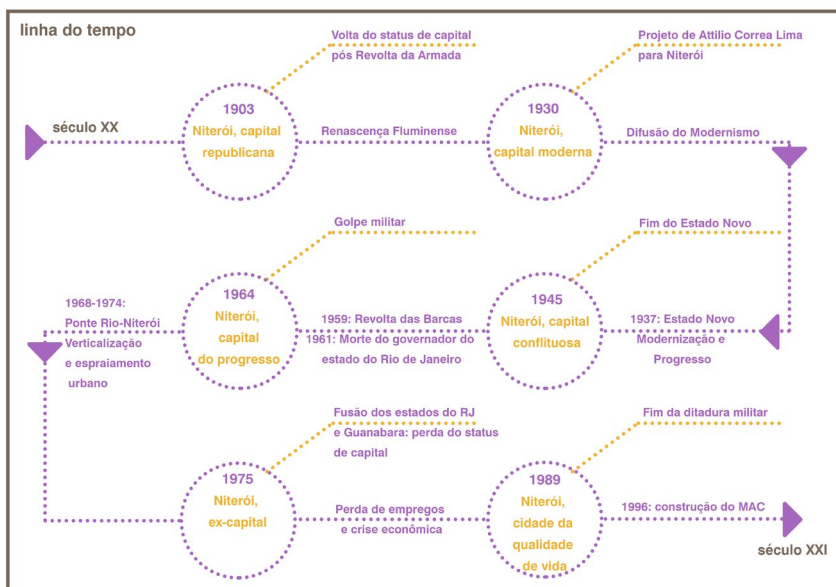 linha do tempo
século XX
Volta do status de capital
pós Revolta da Armada
1903
Niterói, capital
republicana
Renascença Fluminense
Projeto de Attilio Correa Lima
para Niterói
1930
Niterói,
capital moderna
Difusão do Modernismo
1937: Estado Novo
Modernização e
Progresso
Fim do Estado Novo
1945
Niterói, capital
conflituosa
1959: Revolta das Barcas
1961: Morte do governador do
estado do Rio de Janeiro
Golpe militar
1964
Niterói,
capital
do progresso
1968-1974:
Ponte Rio-Niterói
Verticalização
e espraiamento
urbano
Fusão dos estados do RJ
e Guanabara: perda do status
de capital
1975
Niterói,
ex-capital
Perda de empregos
e crise econômica
Fim da ditadura militar
1989
Niterói,
cidade da
qualidade
de vida
1996: construção do MAC
século XXI